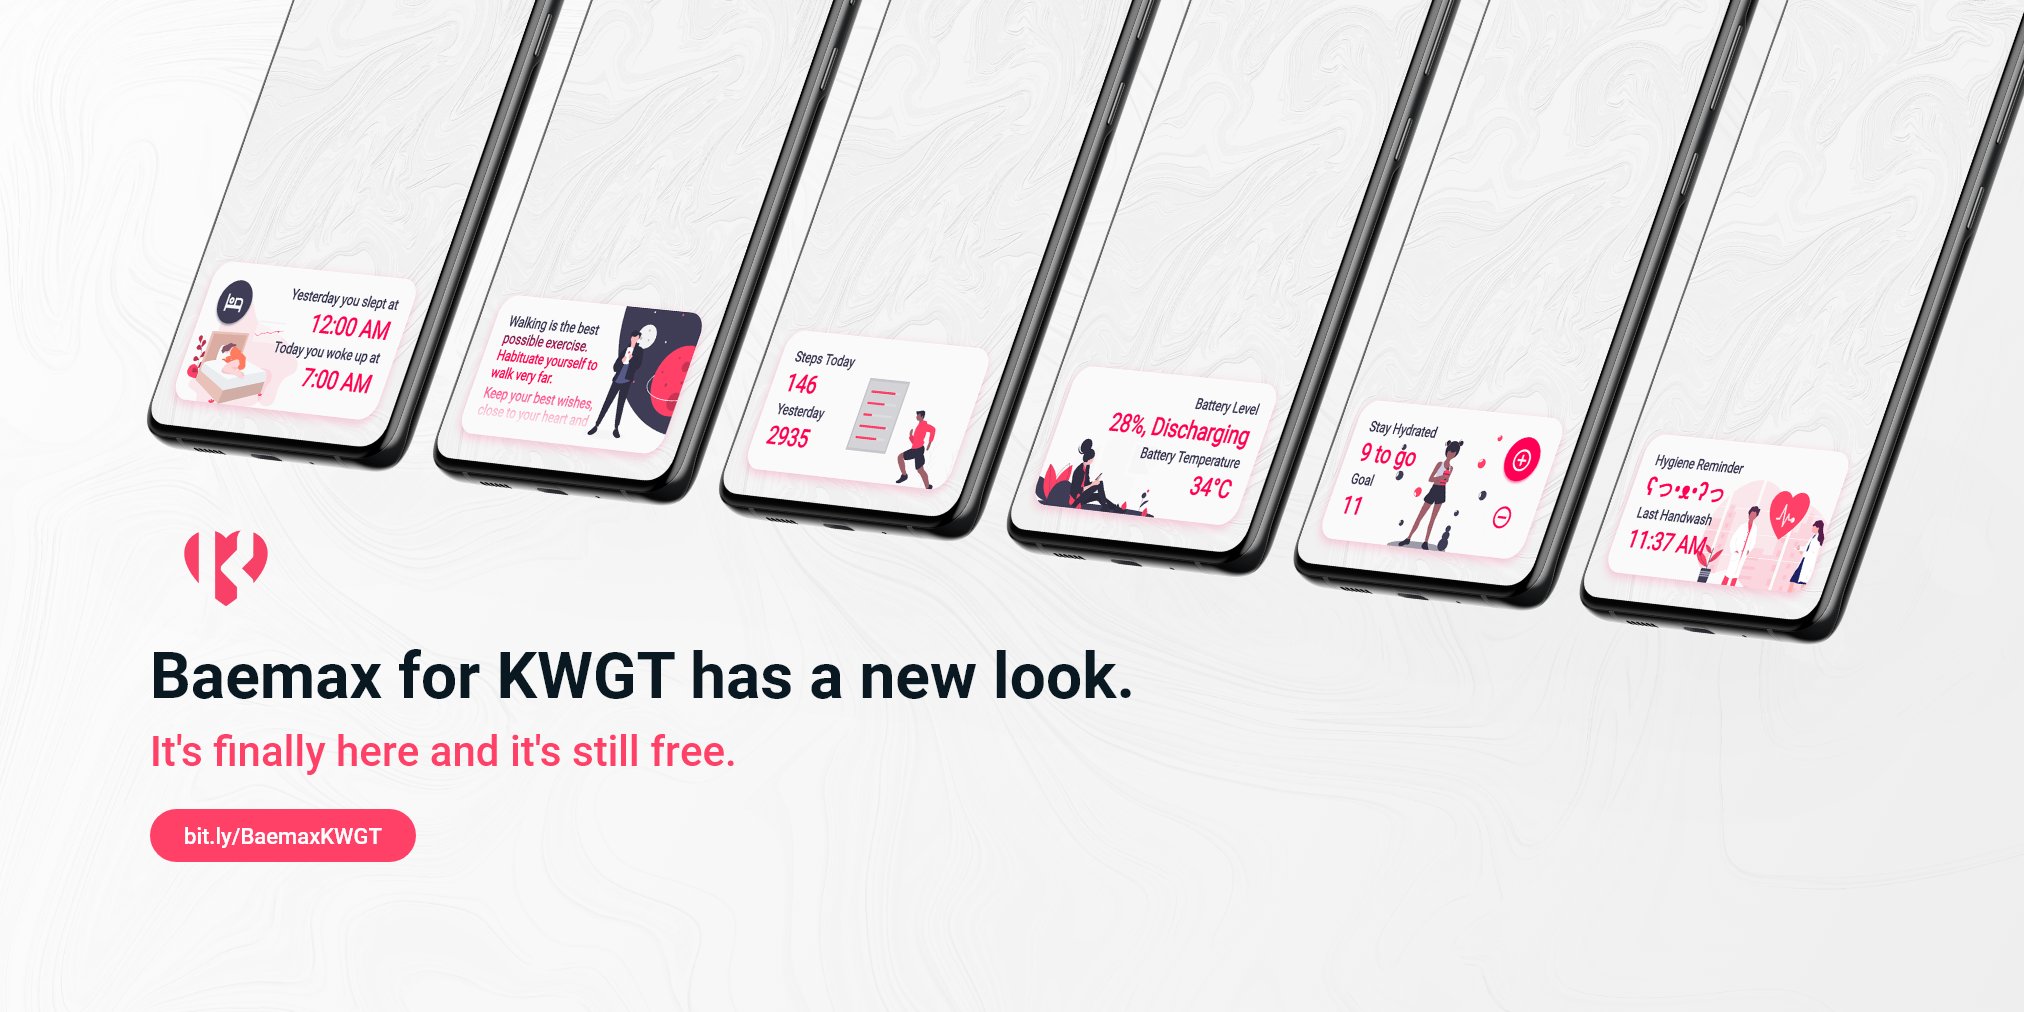 Yesterday you slept at
12:00 AM
Today you woke up at
7:00 AM
Walking is the best
possible exercise.
Habituate yourself to
walk very far.
Keep your best wishes,
close to your heart and
Steps Today
146
Yesterday
2935
Battery Level
28%, Discharging
Battery Temperature
34°C
Stay Hydrated
9 to go
Goal
11
Hygiene Reminder
ʕっ•ᴥ•ʔっ
Last Handwash
11:37 AM
Baemax for KWGT has a new look.
It's finally here and it's still free.
bit.ly/BaemaxKWGT